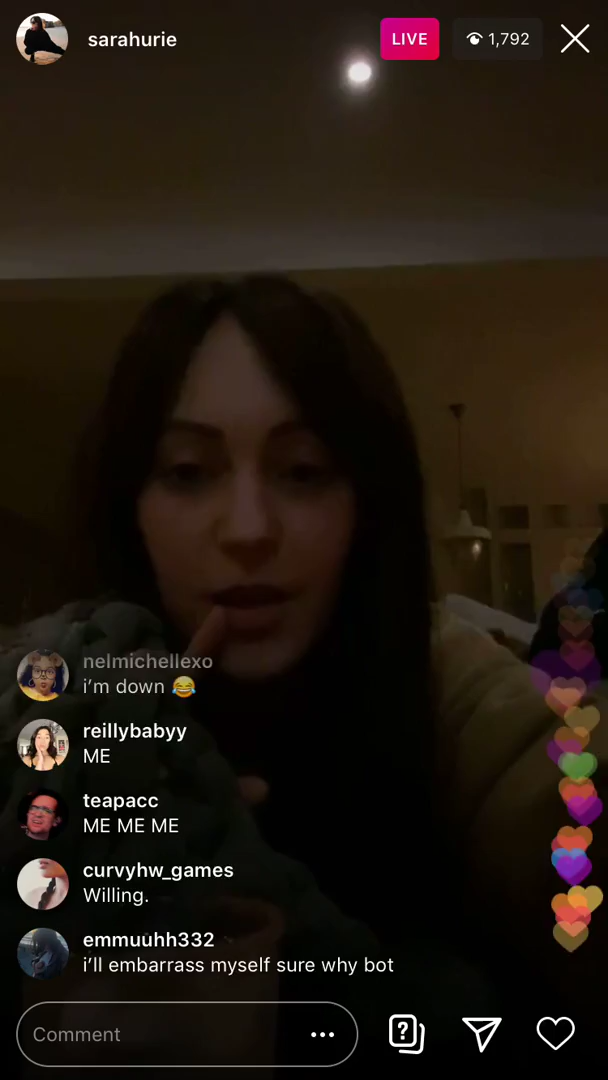 sarahurie
LIVE
1,792
nelmichellexo
i'm down 😂
reillybabyy
ME
teapacc
ME ME ME
curvyhw_games
Willing.
emmuuhh332
i'll embarrass myself sure why bot
Comment